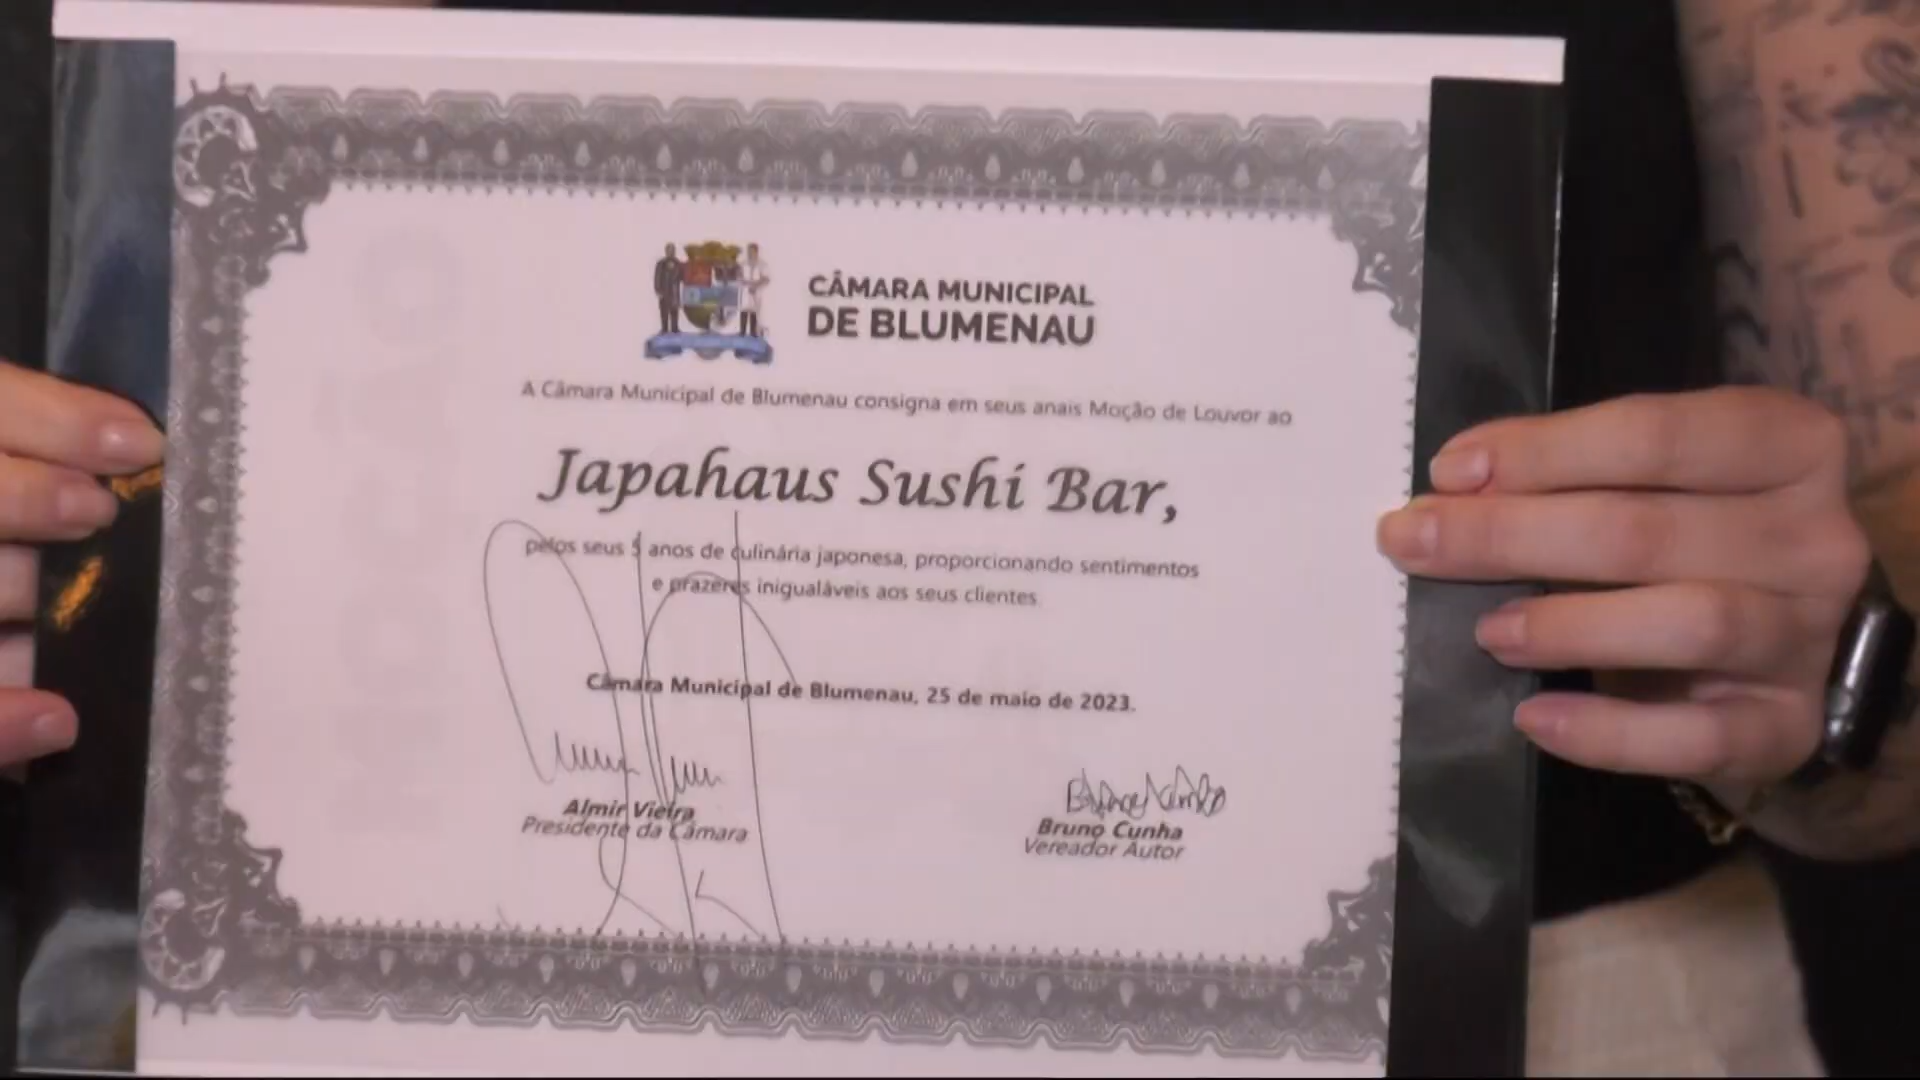 CÂMARA MUNICIPAL
DE BLUMENAU
A Câmara Municipal de Blumenau consigna em seus anais Moção de Louvor ao
Japahaus Sushi Bar,
pelos seus 5 anos de culinária japonesa, proporcionando sentimentos
e prazeres inigualáveis aos seus clientes.
Câmara Municipal de Blumenau, 25 de maio de 2023.
Almir Vieira
Presidente da Câmara
Bruno Cunha
Vereador Autor